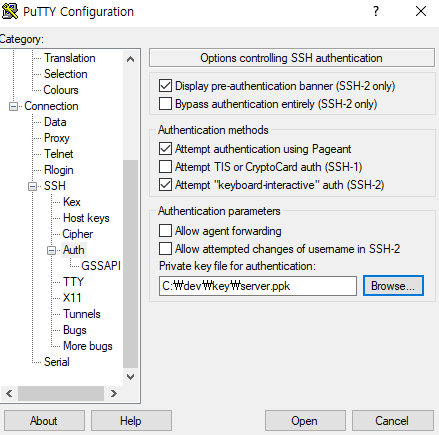 PuTTY Configuration
?
Category:
Translation
Selection
Colours
Connection
Data
Proxy
Telnet
Rlogin
SSH
Kex
Host keys
Cipher
Auth
GSSAPI
TTY
X11
Tunnels
Bugs
More bugs
Serial
Options controlling SSH authentication
Display pre-authentication banner (SSH-2 only)
Bypass authentication entirely (SSH-2 only)
Authentication methods
Attempt authentication using Pageant
Attempt TIS or CryptoCard auth (SSH-1)
Attempt "keyboard-interactive" auth (SSH-2)
Authentication parameters
Allow agent forwarding
Allow attempted changes of username in SSH-2
Private key file for authentication:
C:₩dev₩key₩server.ppk
Browse...
About
Help
Open
Cancel